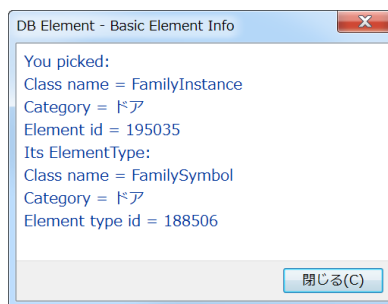 DB Element - Basic Element Info
You picked:
Class name = FamilyInstance
Category = ドア
Element id = 195035
Its ElementType:
Class name = FamilySymbol
Category = ドア
Element type id = 188506
閉じる(C)